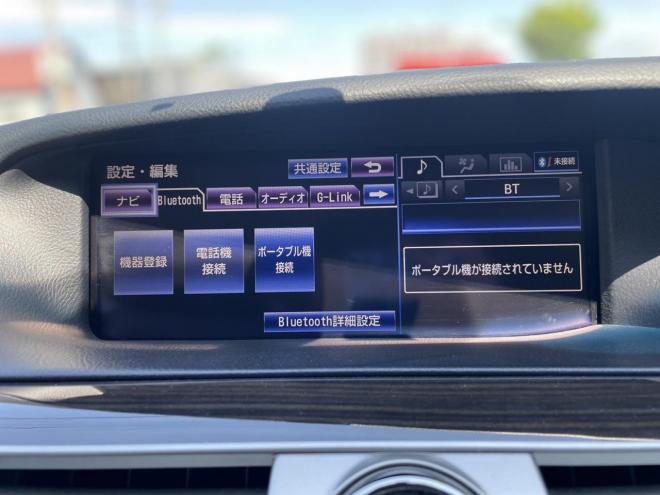 設定・編集
共通設定
ナビ
Bluetooth
電話
オーディオ
G-Link
機器登録
電話機
接続
ポータブル機
接続
Bluetooth詳細設定
未接続
BT
ポータブル機が接続されていません